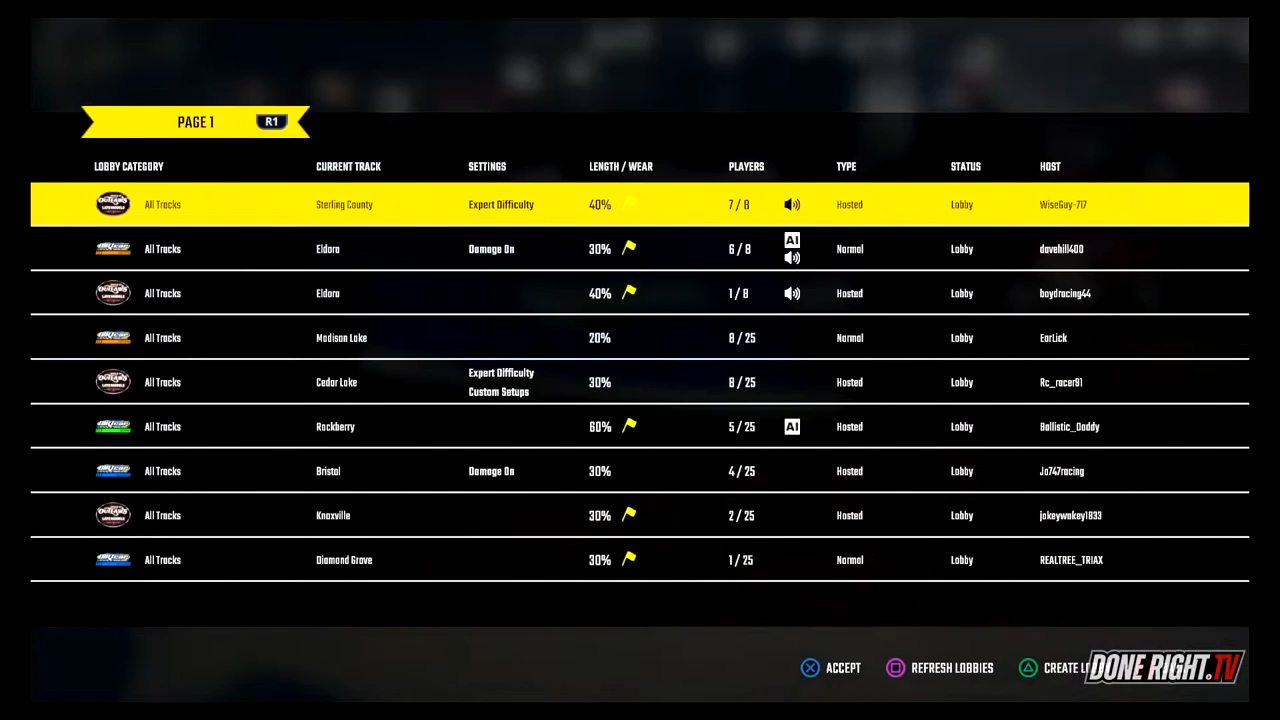 PAGE 1 R1
LOBBY CATEGORY CURRENT TRACK SETTINGS LENGTH / WEAR PLAYERS TYPE STATUS HOST
All Tracks Sterling County Expert Difficulty 40% 7 / 8 Hosted Lobby WiseGuy-717
All Tracks Eldora Damage On 30% 6 / 8 AI Normal Lobby davehill400
All Tracks Eldora 40% 1 / 8 Hosted Lobby boydracing44
All Tracks Madison Lake 20% 8 / 25 Normal Lobby EarLick
All Tracks Cedar Lake Expert Difficulty Custom Setups 30% 8 / 25 Hosted Lobby Rc_racer91
All Tracks Rockberry 60% 5 / 25 AI Hosted Lobby Ballistic_Daddy
All Tracks Bristol Damage On 30% 4 / 25 Hosted Lobby Jo747racing
OUTLAWS All Tracks Knoxville 30% 2 / 25 Hosted Lobby jokeywokey1833
All Tracks Diamond Grove 30% 1 / 25 Normal Lobby REALTREE_TRIAX
ACCEPT REFRESH LOBBIES CREATE L
DONE RIGHT.TV